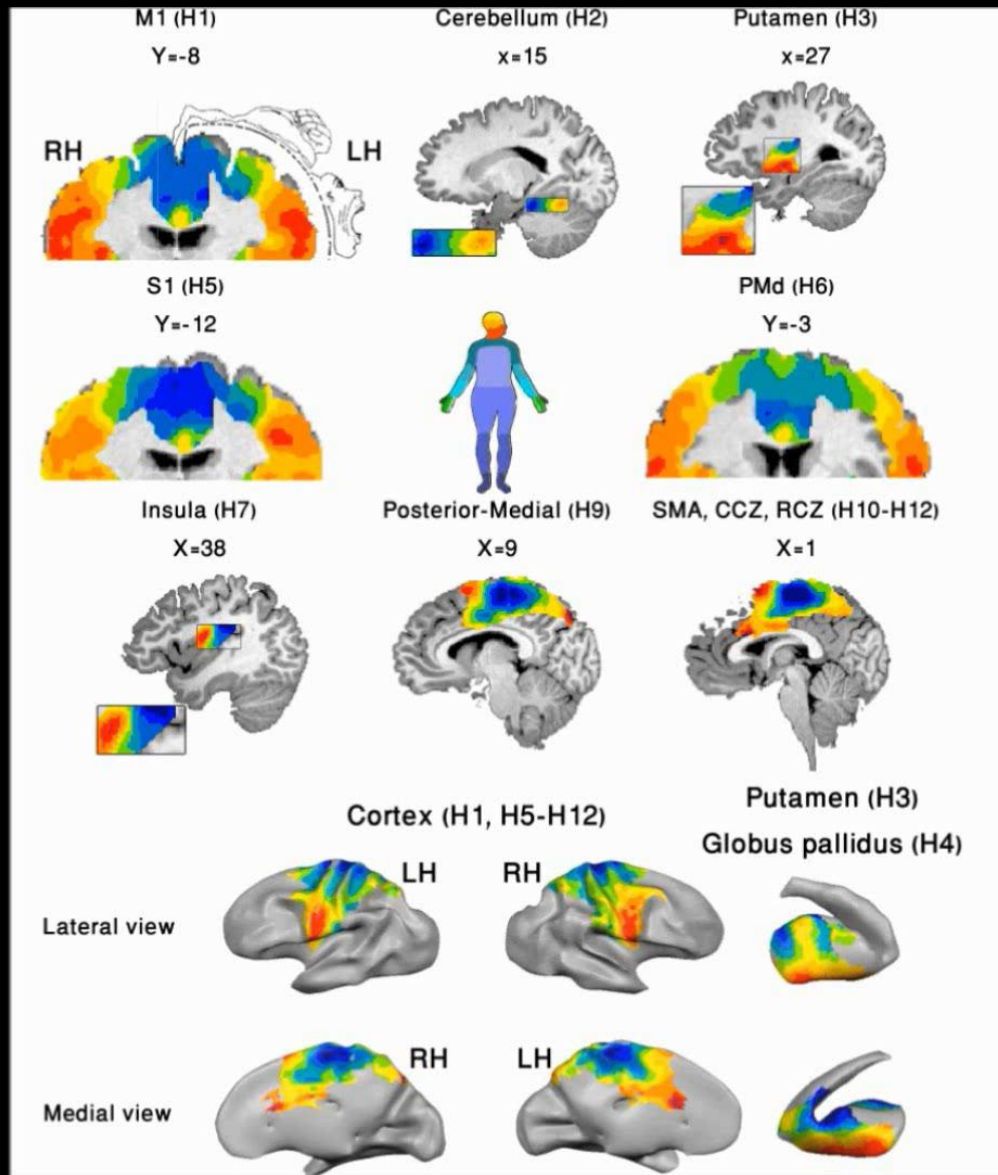 M1 (H1)
Y=-8
Cerebellum (H2)
x=15
Putamen (H3)
x=27
RH
LH
S1 (H5)
Y=-12
PMd (H6)
Y=-3
Insula (H7)
X=38
Posterior-Medial (H9)
X=9
SMA, CCZ, RCZ (H10-H12)
X=1
Cortex (H1, H5-H12)
Putamen (H3)
Globus pallidus (H4)
LH
RH
Lateral view
RH
LH
Medial view